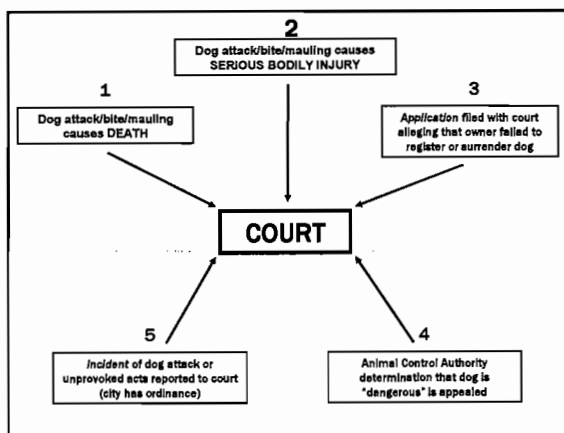 2
Dog attack/bite/mauling causes
SERIOUS BODILY INJURY
1
Dog attack/bite/mauling
causes DEATH
3
Application filed with court
alleging that owner failed to
register or surrender dog
COURT
5
Incident of dog attack or
unprovoked acts reported to court
(city has ordinance)
4
Animal Control Authority
determination that dog is
"dangerous" is appealed